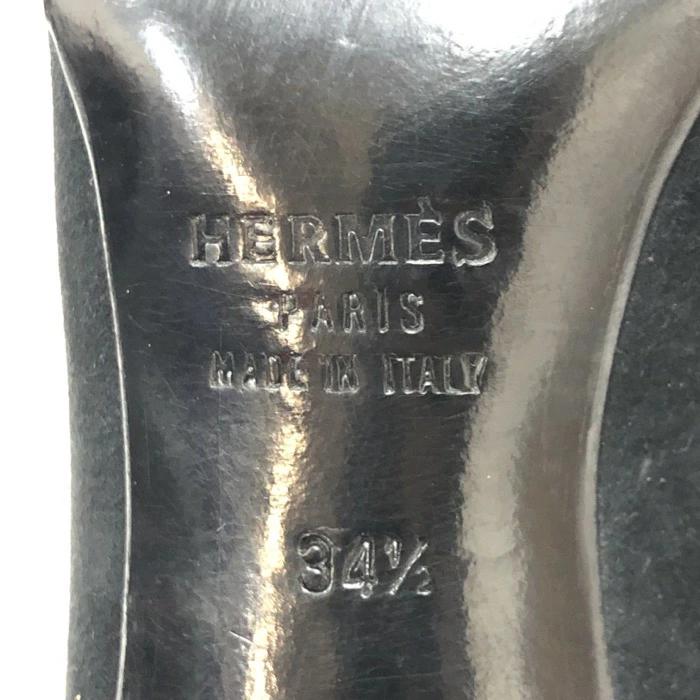 HERMÈS
PARIS
MADE IN ITALY
34½